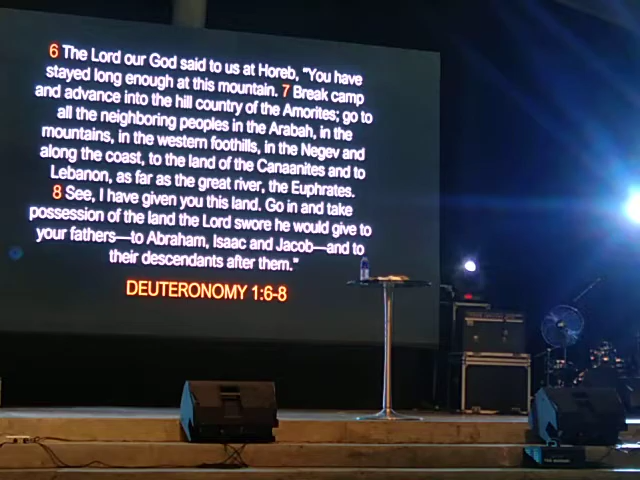 6 The Lord our God said to us at Horeb, "You have
stayed long enough at this mountain. 7 Break camp
and advance into the hill country of the Amorites; go to
all the neighboring peoples in the Arabah, in the
mountains, in the western foothills, in the Negev and
along the coast, to the land of the Canaanites and to
Lebanon, as far as the great river, the Euphrates.
8 See, I have given you this land. Go in and take
possession of the land the Lord swore he would give to
your fathers—to Abraham, Isaac and Jacob—and to
their descendants after them."
DEUTERONOMY 1:6-8